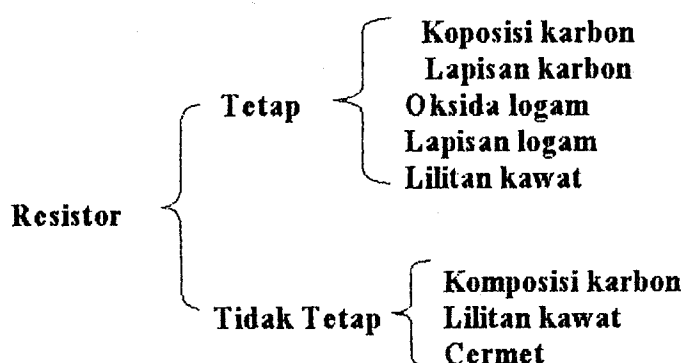 Resistor
Tetap
Koposisi karbon
Lapisan karbon
Oksida logam
Lapisan logam
Lilitan kawat
Tidak Tetap
Komposisi karbon
Lilitan kawat
Cermet